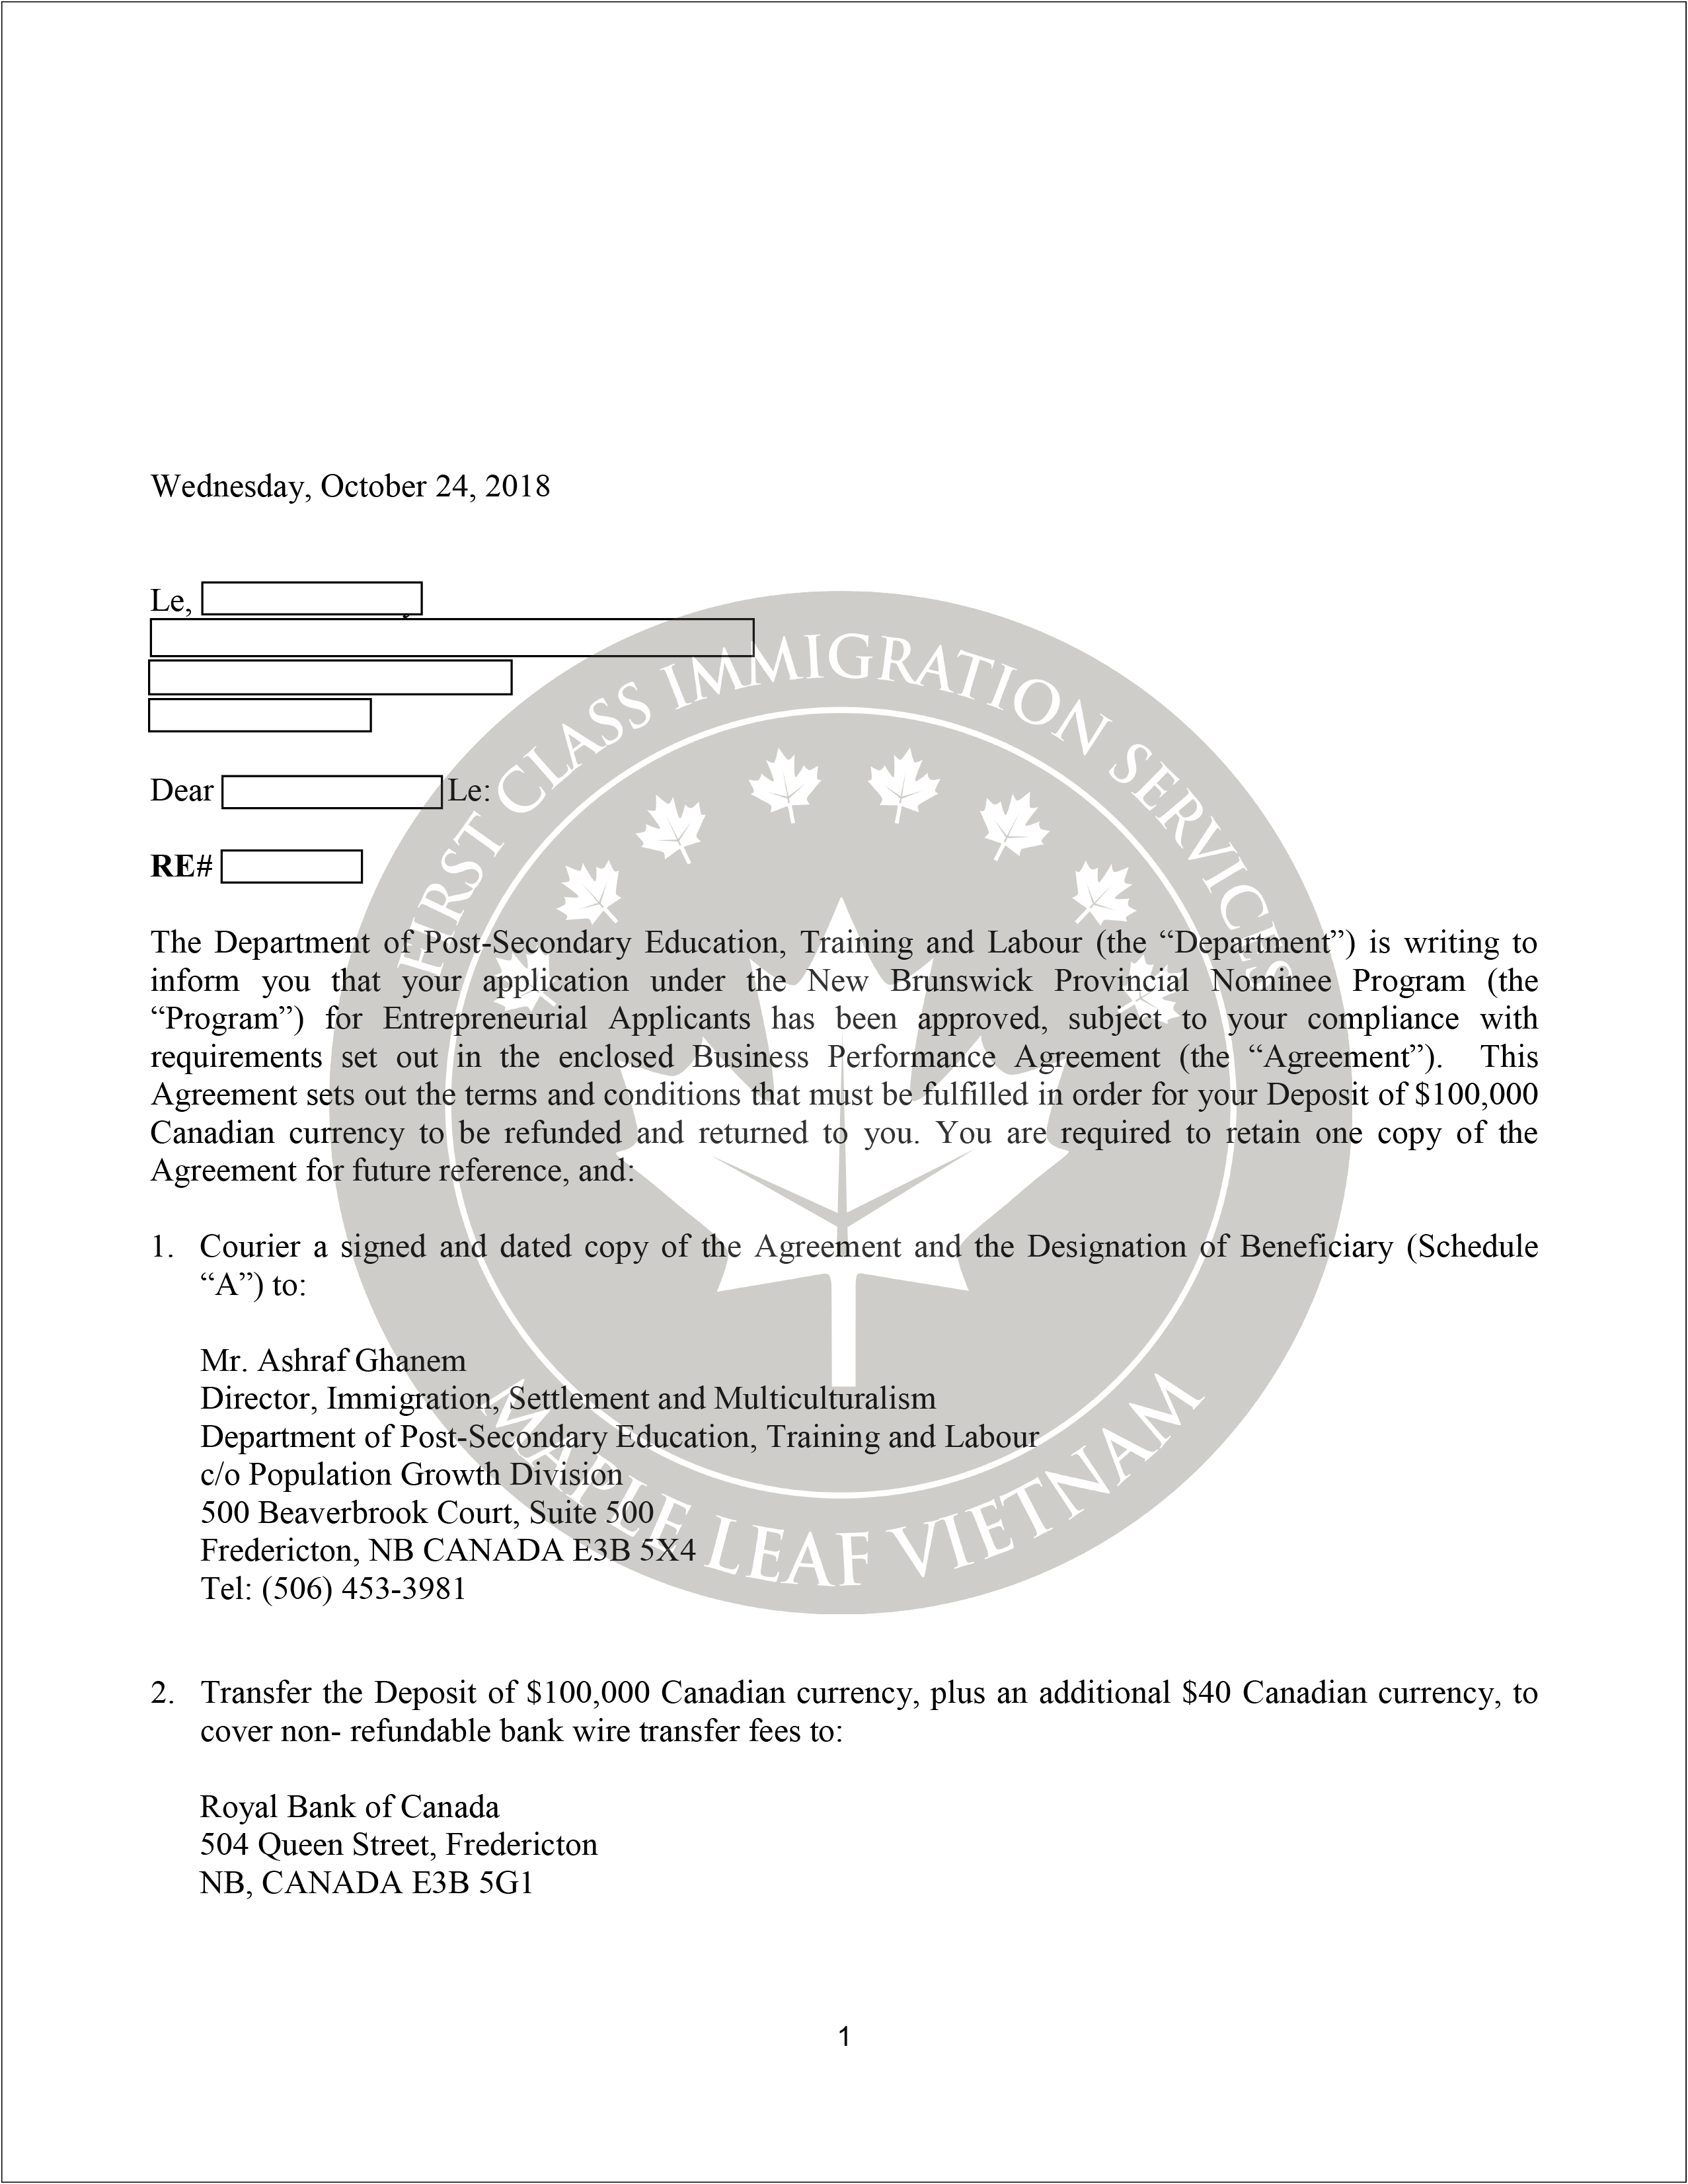 Wednesday, October 24, 2018
Le,
Dear Le:
RE#
The Department of Post-Secondary Education, Training and Labour (the “Department”) is writing to
inform you that your application under the New Brunswick Provincial Nominee Program (the
“Program”) for Entrepreneurial Applicants has been approved, subject to your compliance with
requirements set out in the enclosed Business Performance Agreement (the “Agreement”). This
Agreement sets out the terms and conditions that must be fulfilled in order for your Deposit of $100,000
Canadian currency to be refunded and returned to you. You are required to retain one copy of the
Agreement for future reference, and:
1. Courier a signed and dated copy of the Agreement and the Designation of Beneficiary (Schedule
“A”) to:
Mr. Ashraf Ghanem
Director, Immigration, Settlement and Multiculturalism
Department of Post-Secondary Education, Training and Labour
c/o Population Growth Division
500 Beaverbrook Court, Suite 500
Fredericton, NB CANADA E3B 5X4
Tel: (506) 453-3981
2. Transfer the Deposit of $100,000 Canadian currency, plus an additional $40 Canadian currency, to
cover non- refundable bank wire transfer fees to:
Royal Bank of Canada
504 Queen Street, Fredericton
NB, CANADA E3B 5G1
1
FIRST CLASS IMMIGRATION SERVICES
MAPLE LEAF VIETNAM